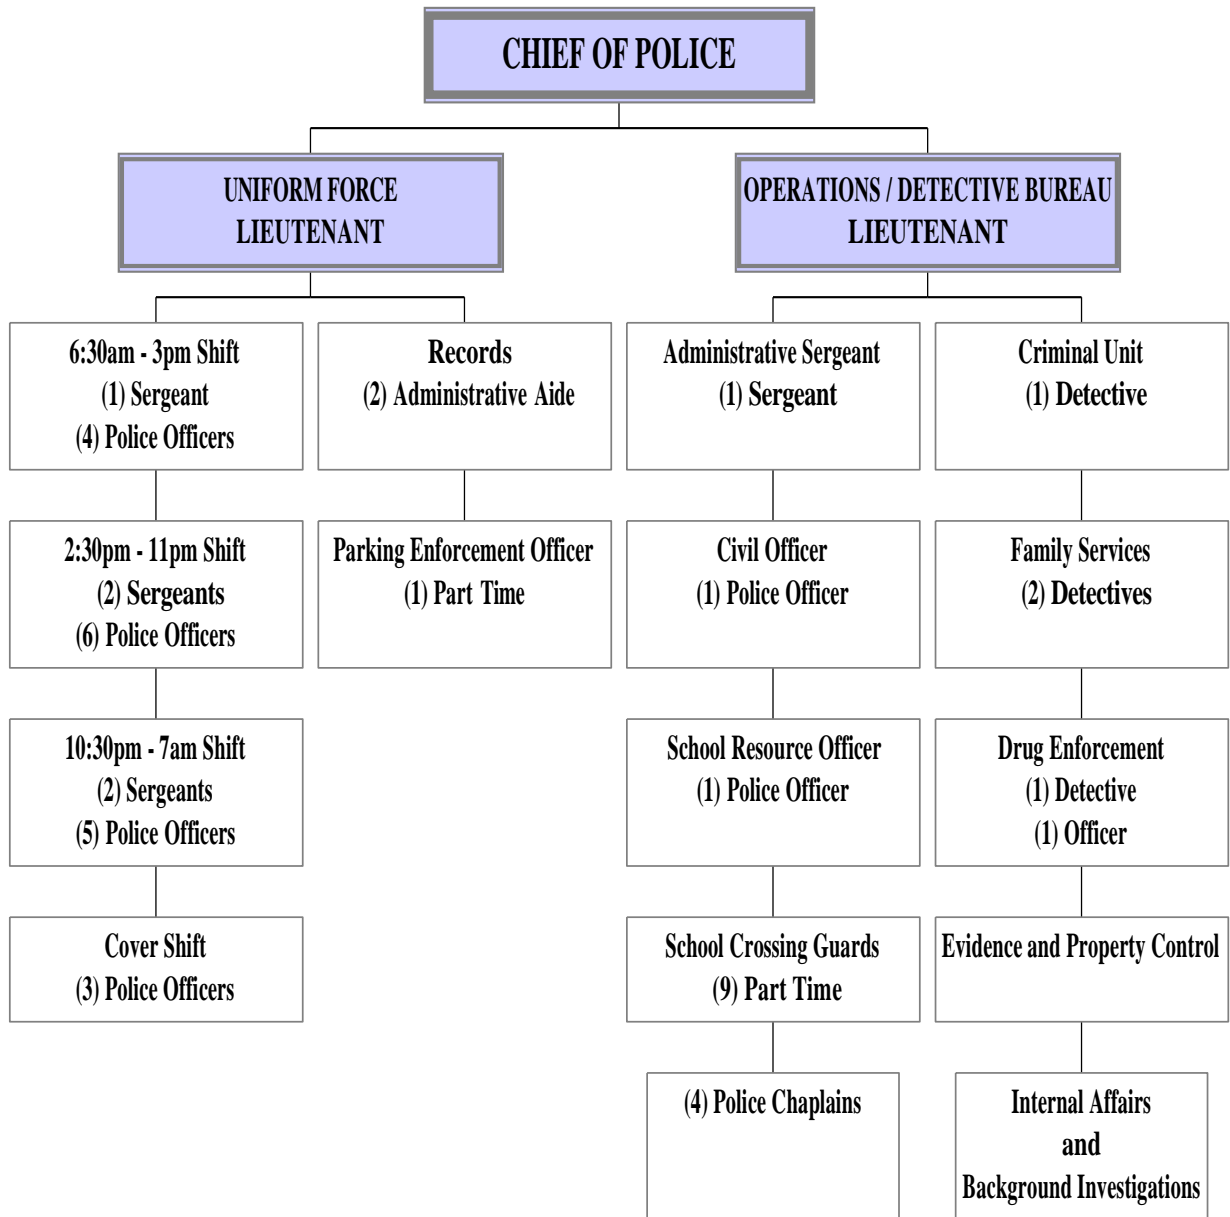 CHIEF OF POLICE
UNIFORM FORCE
LIEUTENANT
OPERATIONS / DETECTIVE BUREAU
LIEUTENANT
6:30am - 3pm Shift
(1) Sergeant
(4) Police Officers
Records
(2) Administrative Aide
Administrative Sergeant
(1) Sergeant
Criminal Unit
(1) Detective
2:30pm - 11pm Shift
(2) Sergeants
(6) Police Officers
Parking Enforcement Officer
(1) Part Time
Civil Officer
(1) Police Officer
Family Services
(2) Detectives
10:30pm - 7am Shift
(2) Sergeants
(5) Police Officers
School Resource Officer
(1) Police Officer
Drug Enforcement
(1) Detective
(1) Officer
Cover Shift
(3) Police Officers
School Crossing Guards
(9) Part Time
Evidence and Property Control
(4) Police Chaplains
Internal Affairs
and
Background Investigations